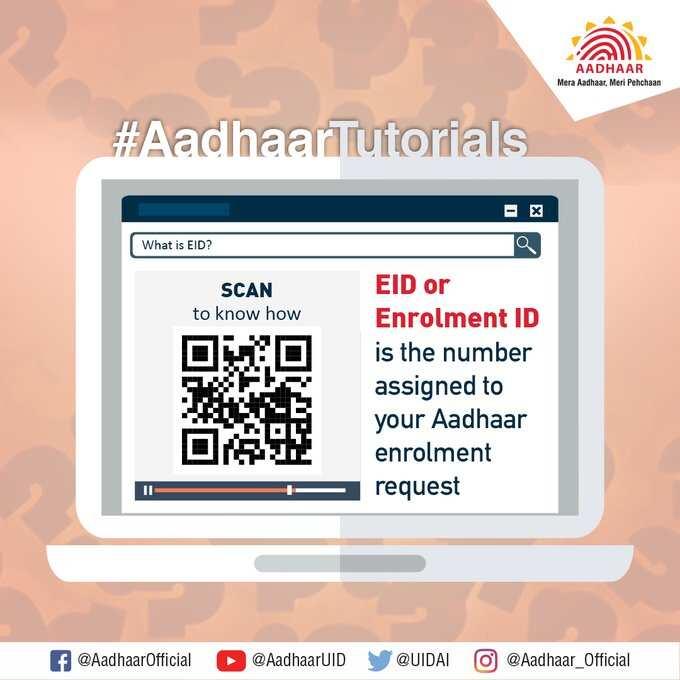 AADHAAR
Mera Aadhaar, Meri Pehchaan
#AadhaarTutorials
What is EID?
SCAN
to know how
EID or
Enrolment ID
is the number
assigned to
your Aadhaar
enrolment
request
@AadhaarOfficial @AadhaarUID @UIDAI @Aadhaar_Official